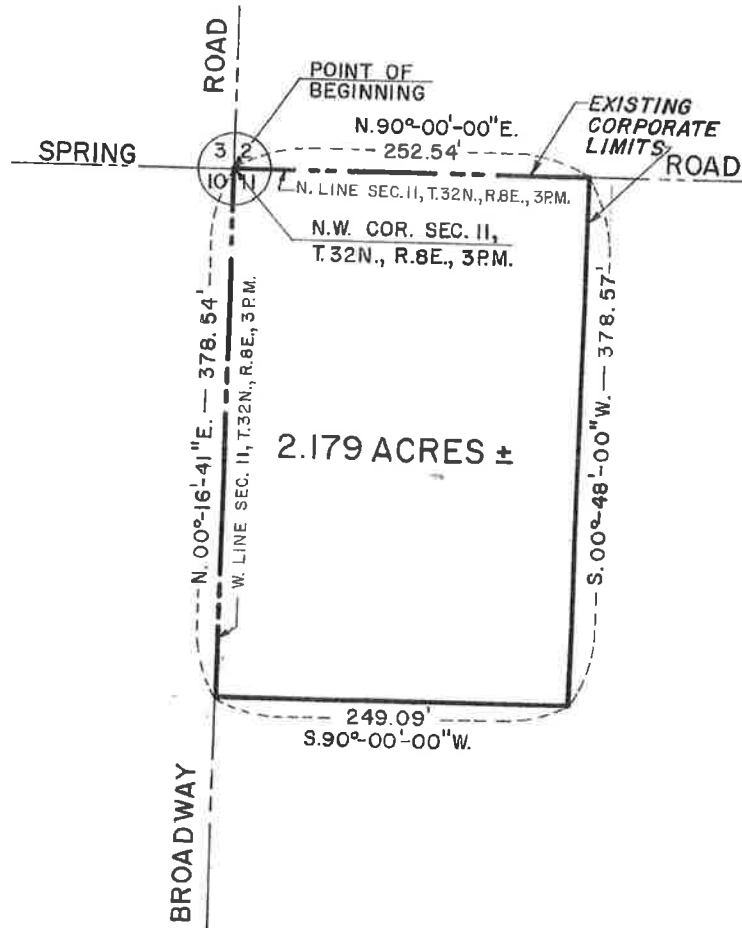 ROAD
POINT OF
BEGINNING
N.90°-00'-00"E.
252.54'
EXISTING
CORPORATE
LIMITS
SPRING
3 2
10 11
ROAD
N. LINE SEC. 11, T.32N., R.8E., 3P.M.
N.W. COR. SEC. 11,
T.32N., R.8E., 3P.M.
N. 00°-16'-41"E. — 378.54'
W. LINE SEC. 11, T.32N., R.8E., 3P.M.
2.179 ACRES ±
S. 00°-48'-00"W. — 378.57'
249.09'
S.90°-00'-00"W.
BROADWAY